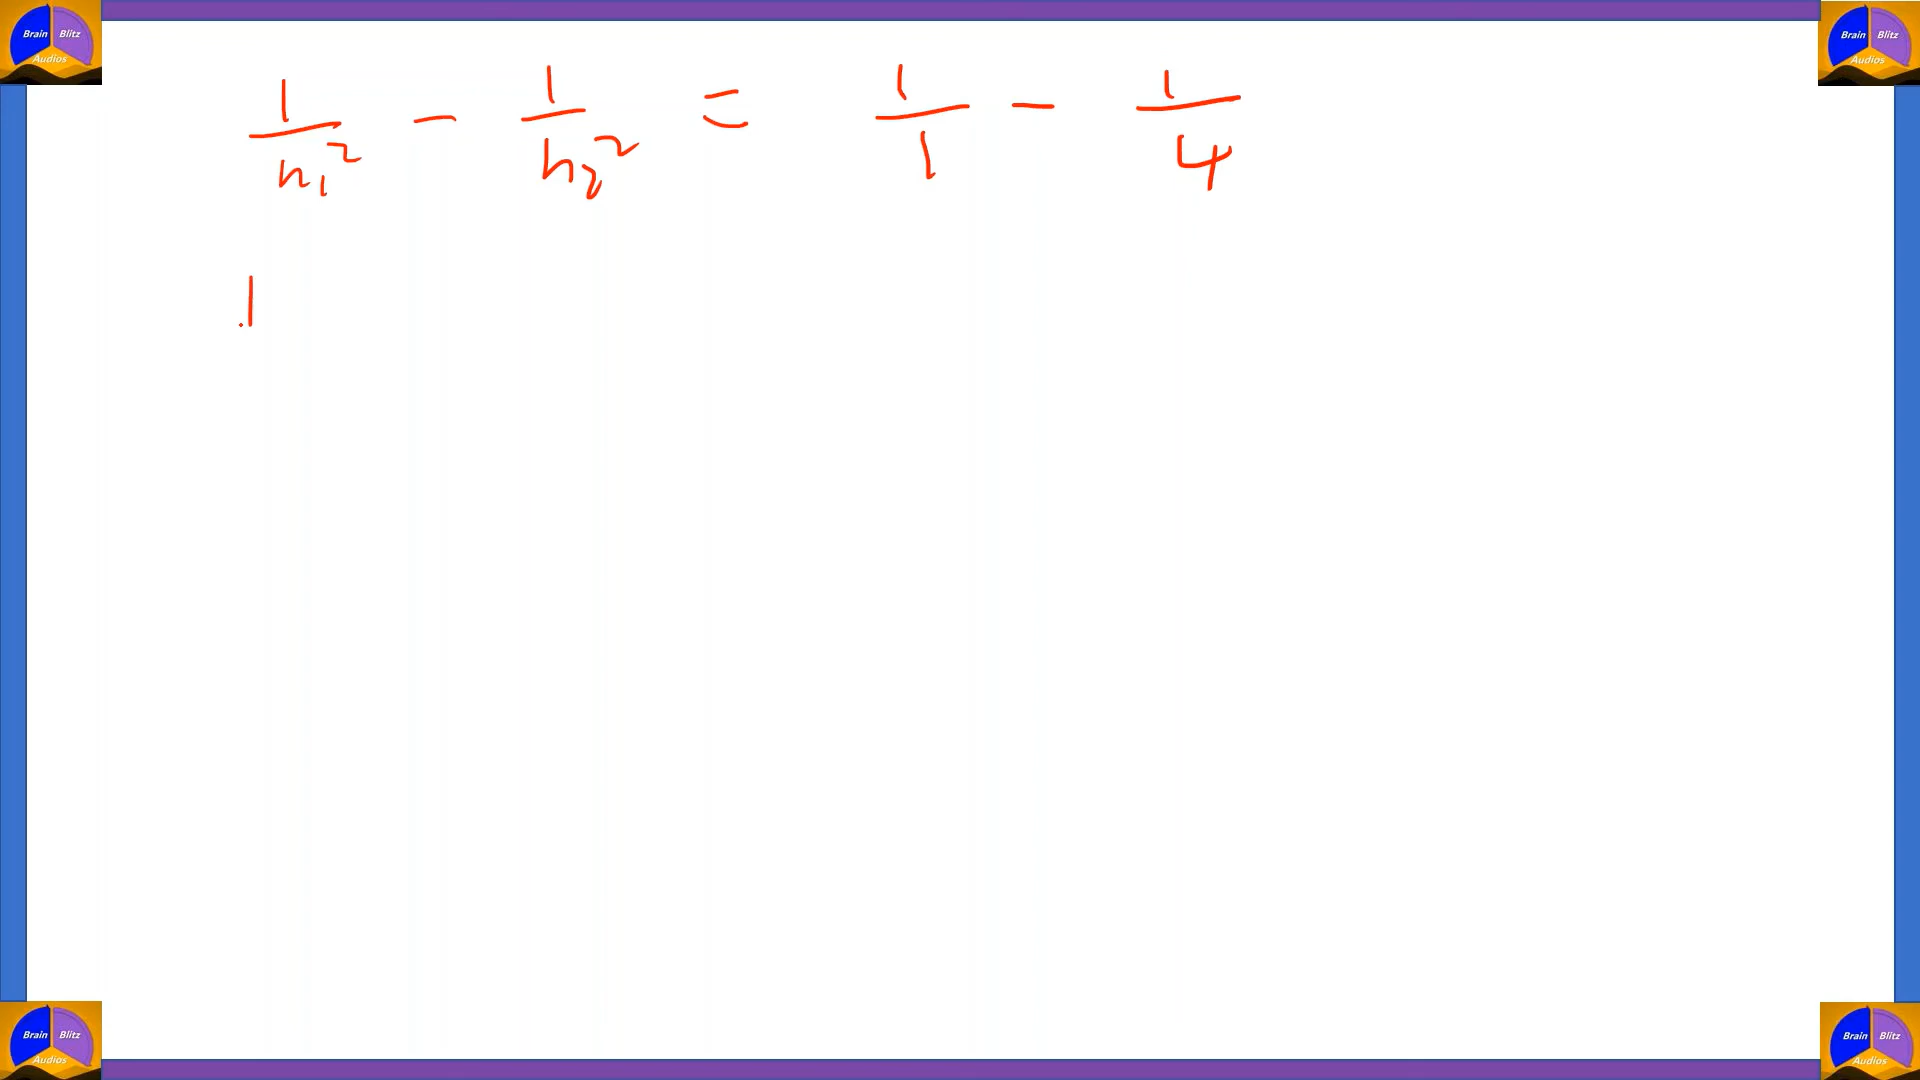 Brain Blitz Audios
Brain Blitz Audios
1/n₁² - 1/n₂² = 1/1 - 1/4
1
Brain Blitz Audios
Brain Blitz Audios